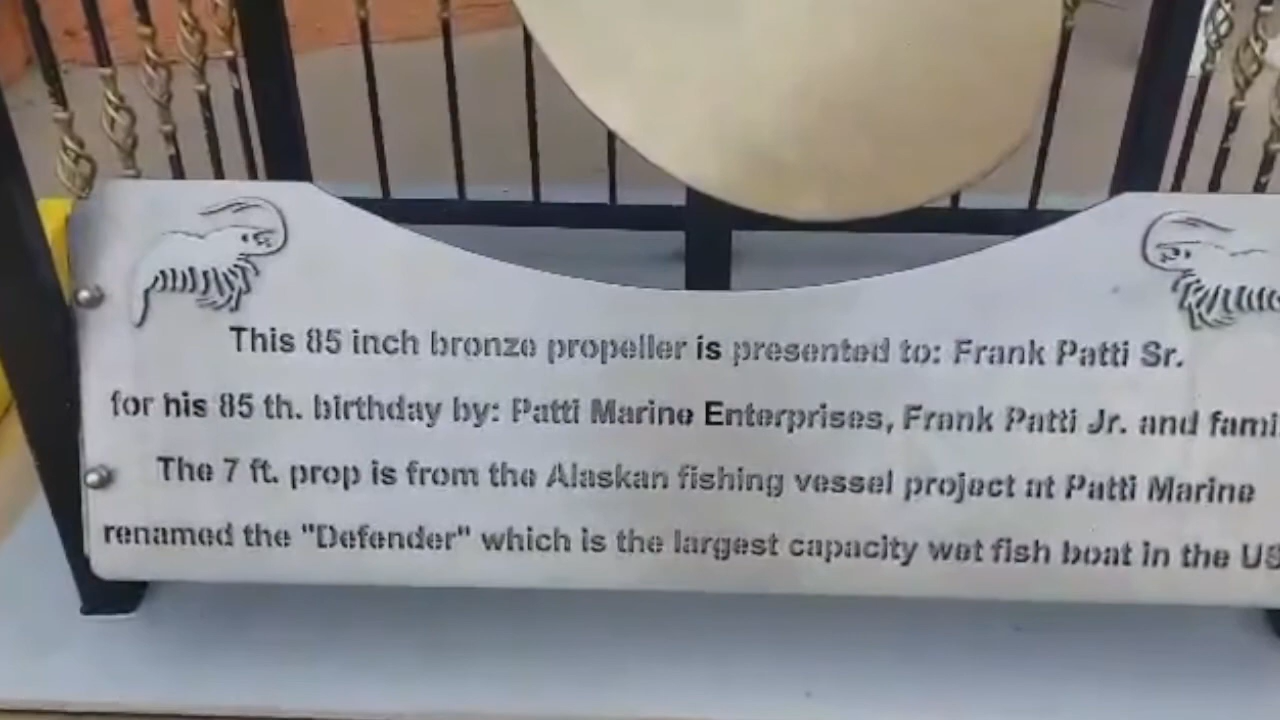 This 85 inch bronze propeller is presented to: Frank Patti Sr.
for his 85 th. birthday by: Patti Marine Enterprises, Frank Patti Jr. and fami
The 7 ft. prop is from the Alaskan fishing vessel project at Patti Marine
renamed the "Defender" which is the largest capacity wet fish boat in the US